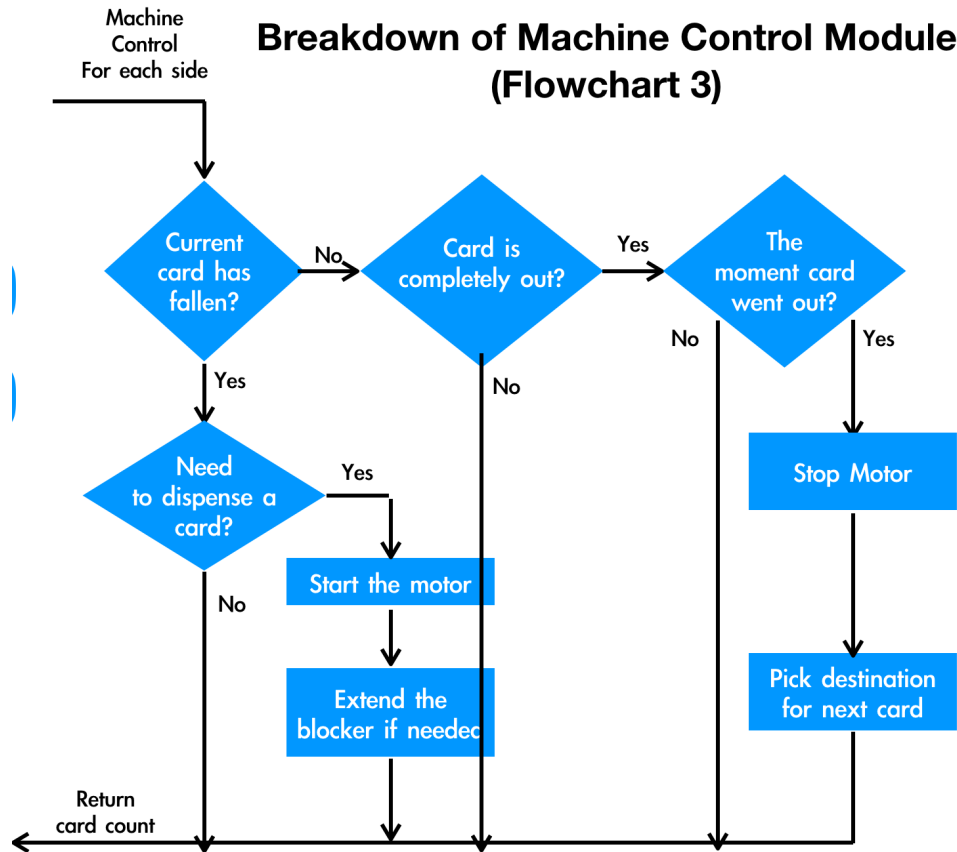 Machine
Control
For each side
Breakdown of Machine Control Module
(Flowchart 3)
Current
card has
fallen?
No
Card is
completely out?
Yes
The
moment card
went out?
No
Yes
Yes
No
Need
to dispense a
card?
Yes
Stop Motor
Start the motor
No
Extend the
blocker if needed
Pick destination
for next card
Return
card count